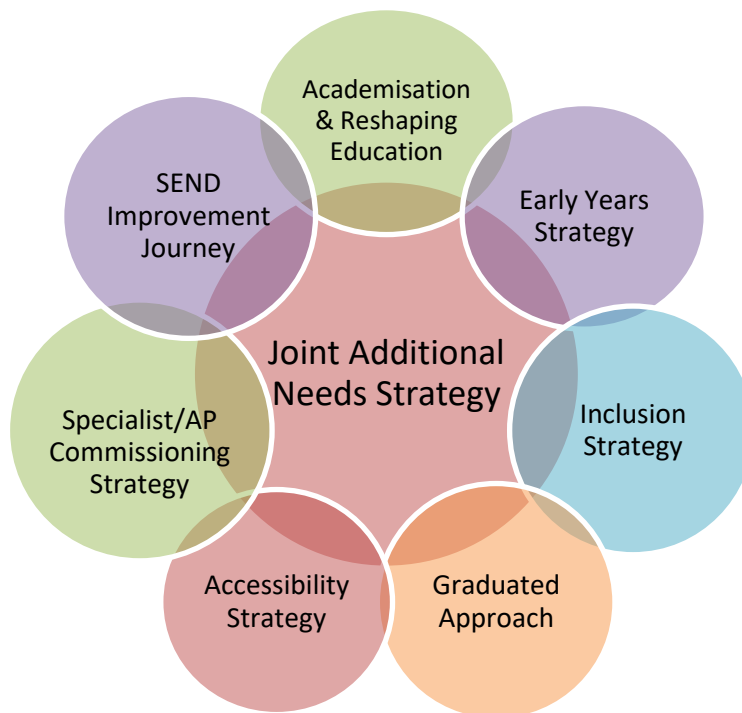 Academisation
& Reshaping
Education
Early Years
Strategy
SEND
Improvement
Journey
Joint Additional
Needs Strategy
Inclusion
Strategy
Specialist/AP
Commissioning
Strategy
Graduated
Approach
Accessibility
Strategy